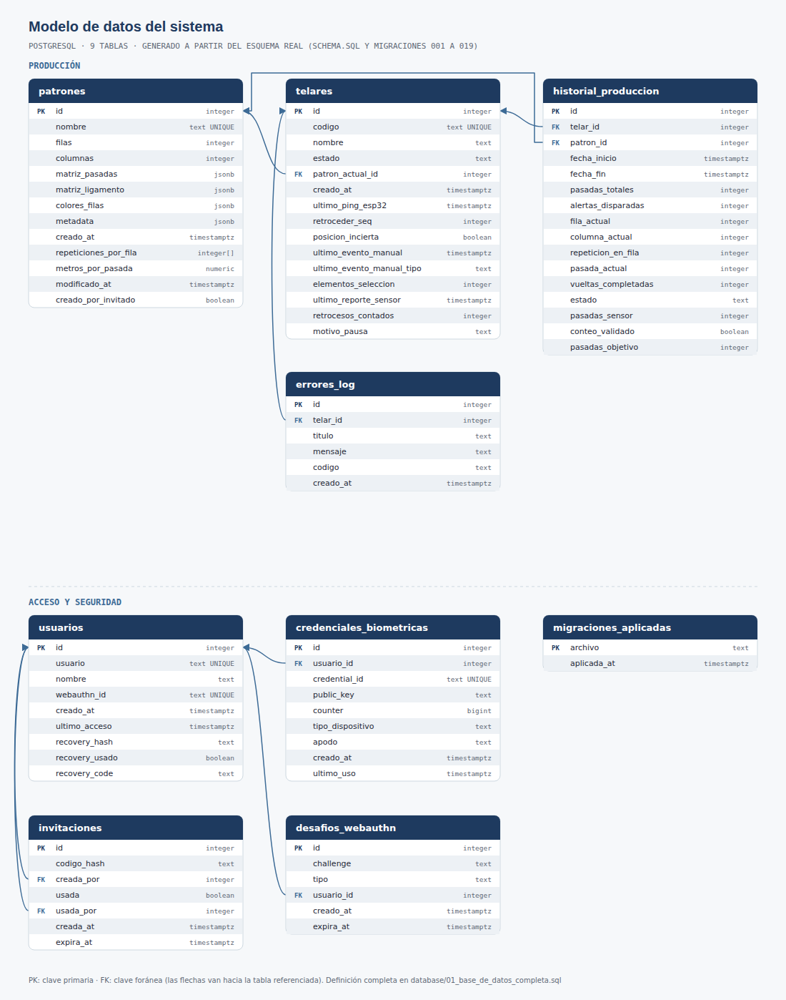 Modelo de datos del sistema
POSTGRESQL · 9 TABLAS · GENERADO A PARTIR DEL ESQUEMA REAL (SCHEMA.SQL Y MIGRACIONES 001 A 019)
PRODUCCIÓN
patrones
PK id integer
nombre text UNIQUE
filas integer
columnas integer
matriz_pasadas jsonb
matriz_ligamento jsonb
colores_filas jsonb
metadata jsonb
creado_at timestamptz
repeticiones_por_fila integer[]
metros_por_pasada numeric
modificado_at timestamptz
creado_por_invitado boolean
telares
PK id integer
codigo text UNIQUE
nombre text
estado text
FK patron_actual_id integer
creado_at timestamptz
ultimo_ping_esp32 timestamptz
retroceder_seq integer
posicion_incierta boolean
ultimo_evento_manual timestamptz
ultimo_evento_manual_tipo text
elementos_seleccion integer
ultimo_reporte_sensor timestamptz
retrocesos_contados integer
motivo_pausa text
historial_produccion
PK id integer
FK telar_id integer
FK patron_id integer
fecha_inicio timestamptz
fecha_fin timestamptz
pasadas_totales integer
alertas_disparadas integer
fila_actual integer
columna_actual integer
repeticion_en_fila integer
pasada_actual integer
vueltas_completadas integer
estado text
pasadas_sensor integer
conteo_validado boolean
pasadas_objetivo integer
errores_log
PK id integer
FK telar_id integer
titulo text
mensaje text
codigo text
creado_at timestamptz
ACCESO Y SEGURIDAD
usuarios
PK id integer
usuario text UNIQUE
nombre text
webauthn_id text UNIQUE
creado_at timestamptz
ultimo_acceso timestamptz
recovery_hash text
recovery_usado boolean
recovery_code text
credenciales_biometricas
PK id integer
FK usuario_id integer
credential_id text UNIQUE
public_key text
counter bigint
tipo_dispositivo text
apodo text
creado_at timestamptz
ultimo_uso timestamptz
migraciones_aplicadas
PK archivo text
aplicada_at timestamptz
invitaciones
PK id integer
codigo_hash text
FK creada_por integer
usada boolean
FK usada_por integer
creada_at timestamptz
expira_at timestamptz
desafios_webauthn
PK id integer
challenge text
tipo text
FK usuario_id integer
creado_at timestamptz
expira_at timestamptz
PK: clave primaria · FK: clave foránea (las flechas van hacia la tabla referenciada). Definición completa en database/01_base_de_datos_completa.sql